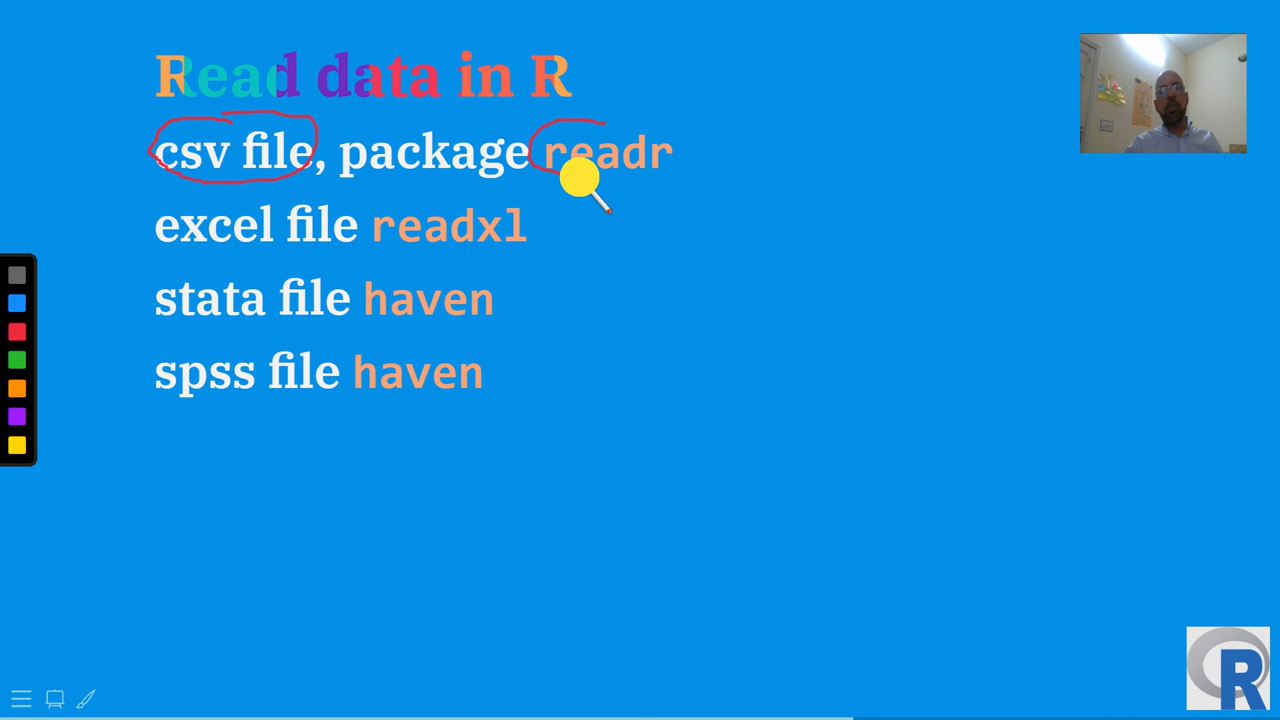 Read data in R
csv file, package readr
excel file readxl
stata file haven
spss file haven
R